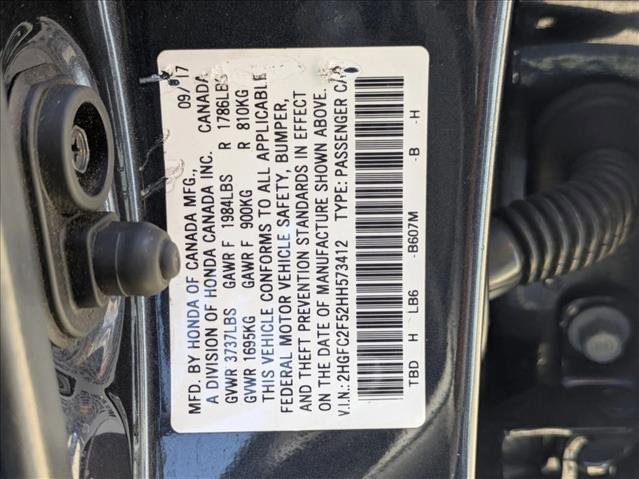 MFD. BY HONDA OF CANADA MFG., 09/17
A DIVISION OF HONDA CANADA INC. CANADA
GVWR 3737LBS GAWR F 1984LBS R 1786LBS
GVWR 1695KG GAWR F 900KG R 810KG
THIS VEHICLE CONFORMS TO ALL APPLICABLE
FEDERAL MOTOR VEHICLE SAFETY, BUMPER,
AND THEFT PREVENTION STANDARDS IN EFFECT
ON THE DATE OF MANUFACTURE SHOWN ABOVE.
V.I.N.: 2HGFC2F52HH573412 TYPE: PASSENGER
TBD H LB6 -B607M -B -H